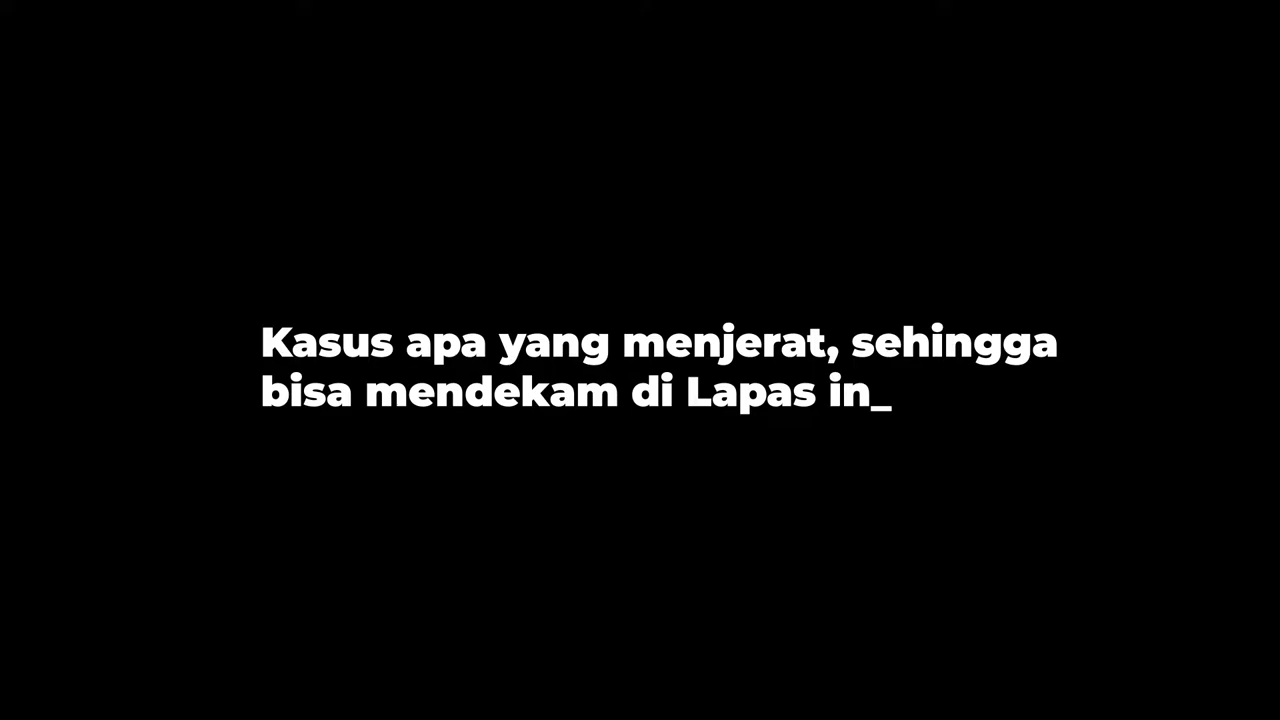 Kasus apa yang menjerat, sehingga
bisa mendekam di Lapas in_